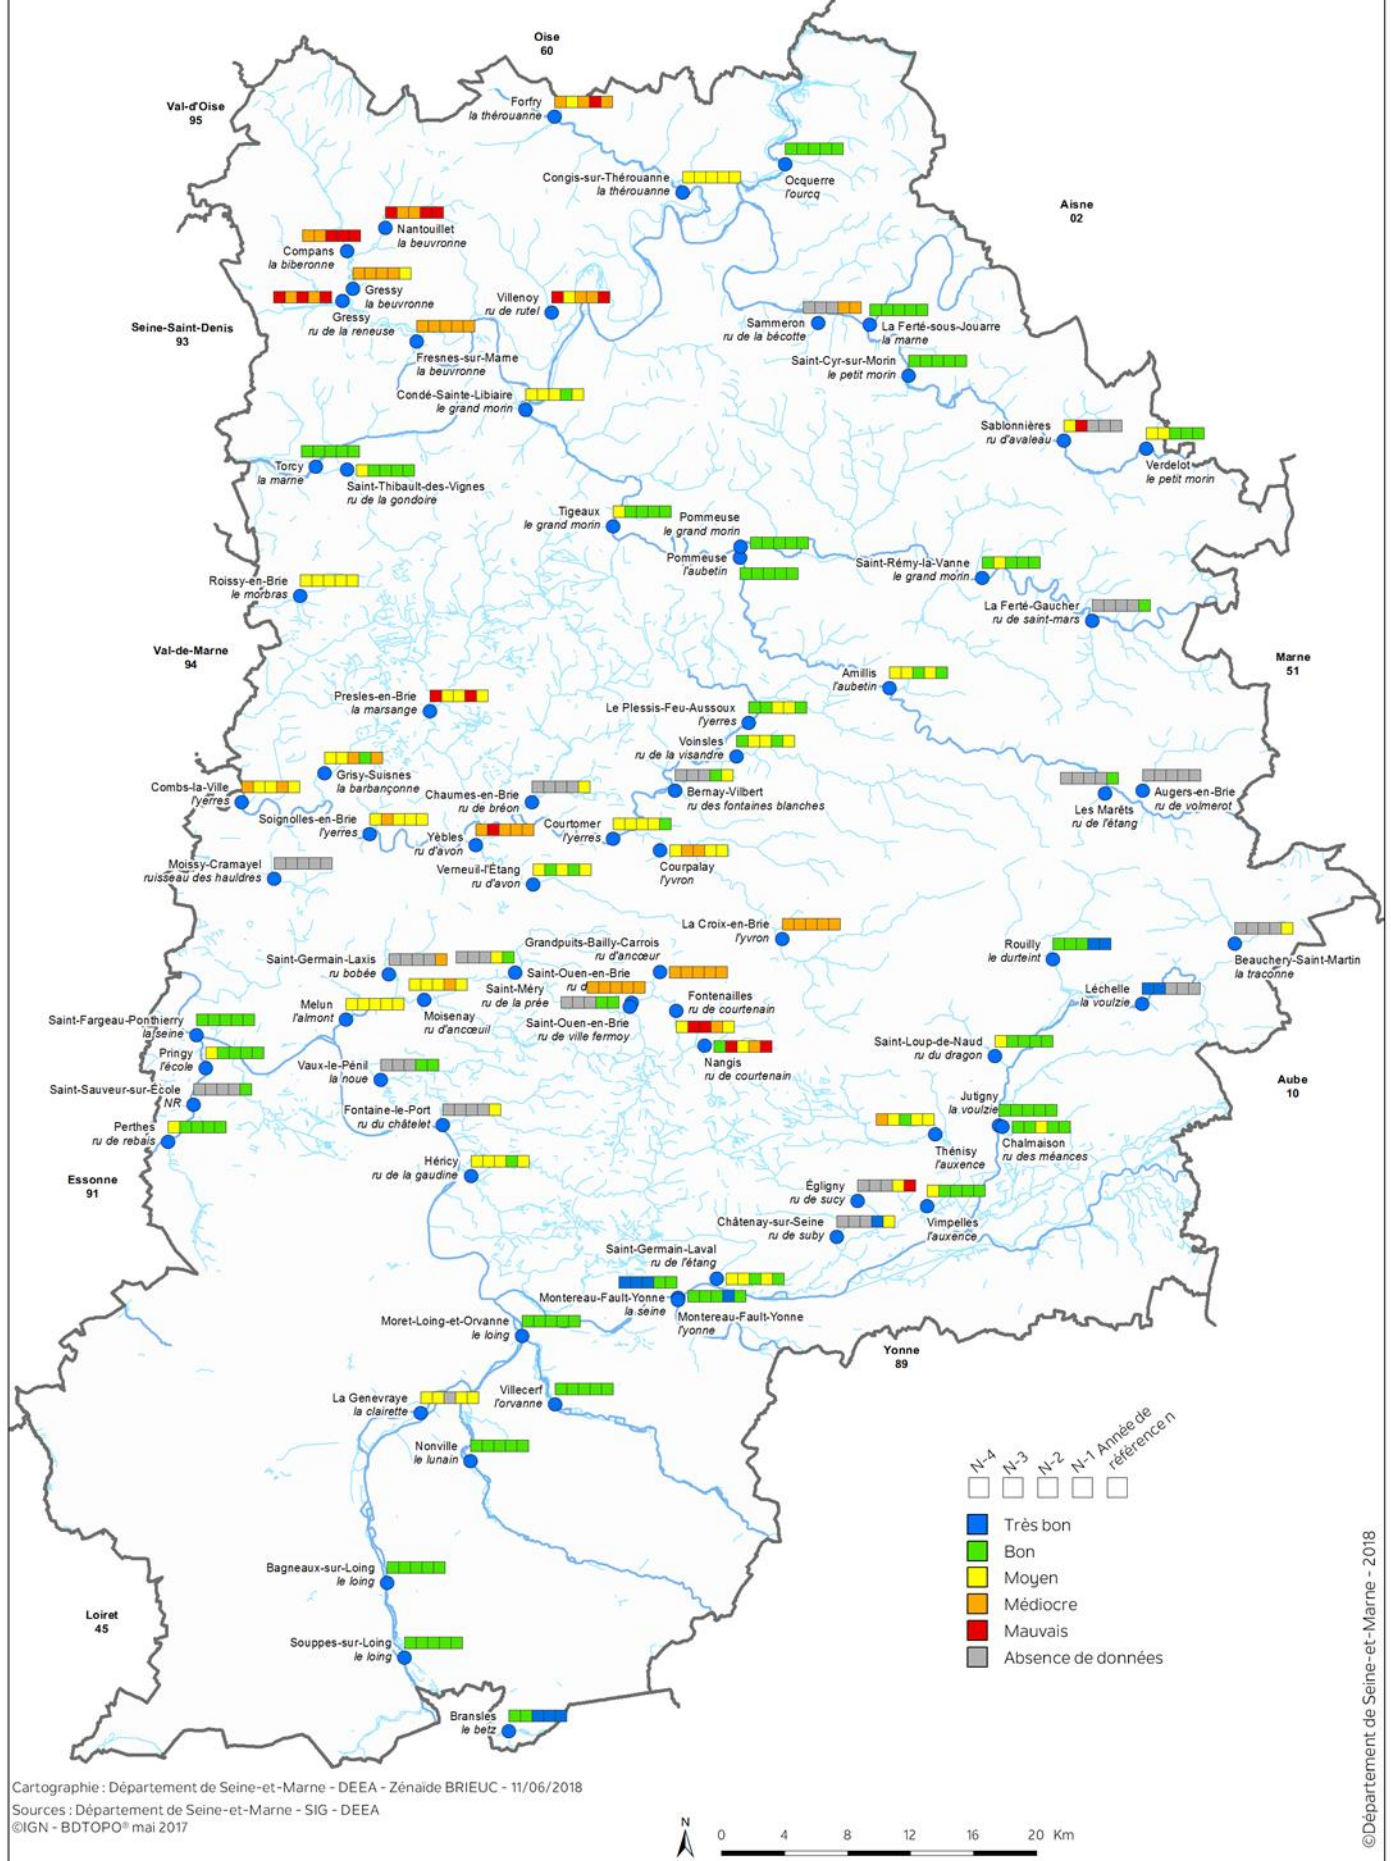 Oise
60
Val-d'Oise
95
Forfry
la thérouanne
Congis-sur-Thérouanne
la thérouanne
Ocquerre
l'ourcq
Aisne
02
Nantouillet
la beuvronne
Compans
la biberonne
Gressy
la beuvronne
Gressy
ru de la reneuse
Villenoy
ru de rutel
Seine-Saint-Denis
93
Fresnes-sur-Marne
la beuvronne
Sammeron
ru de la bécotte
La Ferté-sous-Jouarre
la marne
Saint-Cyr-sur-Morin
le petit morin
Condé-Sainte-Libiaire
le grand morin
Sablonnières
ru d'avaleau
Verdelot
le petit morin
Torcy
la marne
Saint-Thibault-des-Vignes
ru de la gondoire
Tigeaux
le grand morin
Pommeuse
le grand morin
Pommeuse
l'aubetin
Saint-Rémy-la-Vanne
le grand morin
Roissy-en-Brie
le morbras
La Ferté-Gaucher
ru de saint-mars
Val-de-Marne
94
Marne
51
Amillis
l'aubetin
Presles-en-Brie
la marsange
Le Plessis-Feu-Aussoux
l'yerres
Voinsles
ru de la visandre
Grisy-Suisnes
la barbançonne
Combs-la-Ville
l'yerres
Chaumes-en-Brie
ru de bréon
Bernay-Vilbert
ru des fontaines blanches
Les Marêts
ru de l'étang
Augers-en-Brie
ru de volmerot
Soignolles-en-Brie
l'yerres
Yèbles
ru d'avon
Courtomer
l'yerres
Courpalay
l'yvron
Moissy-Cramayel
ruisseau des hauldres
Verneuil-l'Étang
ru d'avon
La Croix-en-Brie
l'yvron
Rouilly
le durteint
Beauchery-Saint-Martin
la traconne
Grandpuits-Bailly-Carrois
ru d'ancœur
Saint-Germain-Laxis
ru bobée
Saint-Ouen-en-Brie
ru d
Saint-Méry
ru de la prée
Léchelle
la voulzie
Melun
l'almont
Moisenay
ru d'ancœuil
Fontenailles
ru de courtenain
Saint-Ouen-en-Brie
ru de ville fermoy
Saint-Fargeau-Ponthierry
la seine
Pringy
l'école
Saint-Loup-de-Naud
ru du dragon
Nangis
ru de courtenain
Vaux-le-Pénil
la noue
Saint-Sauveur-sur-École
NR
Aube
10
Jutigny
la voulzie
Fontaine-le-Port
ru du châtelet
Perthes
ru de rebais
Thénisy
l'auxence
Chalmaison
ru des méances
Héricy
ru de la gaudine
Essonne
91
Égligny
ru de sucy
Vimpelles
l'auxence
Châtenay-sur-Seine
ru de suby
Saint-Germain-Laval
ru de l'étang
Montereau-Fault-Yonne
la seine
Montereau-Fault-Yonne
l'yonne
Moret-Loing-et-Orvanne
le loing
Yonne
89
La Genevraye
la clairette
Villecerf
l'orvanne
Nonville
le lunain
N-4
N-3
N-2
N-1
Année de
référence n
Très bon
Bon
Moyen
Médiocre
Mauvais
Absence de données
Bagneaux-sur-Loing
le loing
Loiret
45
Souppes-sur-Loing
le loing
Bransles
le betz
Cartographie : Département de Seine-et-Marne - DEEA - Zénaïde BRIEUC - 11/06/2018
Sources : Département de Seine-et-Marne - SIG - DEEA
©IGN - BDTOPO® mai 2017
N
0 4 8 12 16 20 Km
©Département de Seine-et-Marne - 2018